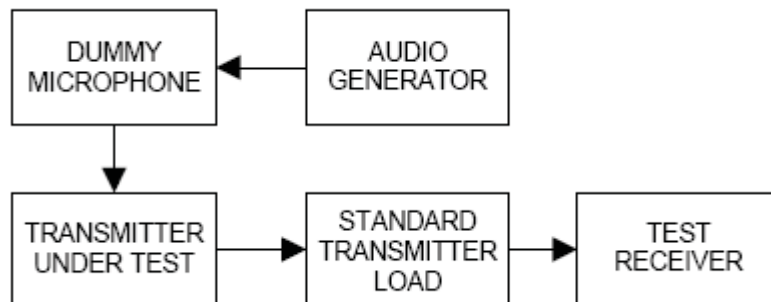 DUMMY
MICROPHONE
AUDIO
GENERATOR
TRANSMITTER
UNDER TEST
STANDARD
TRANSMITTER
LOAD
TEST
RECEIVER